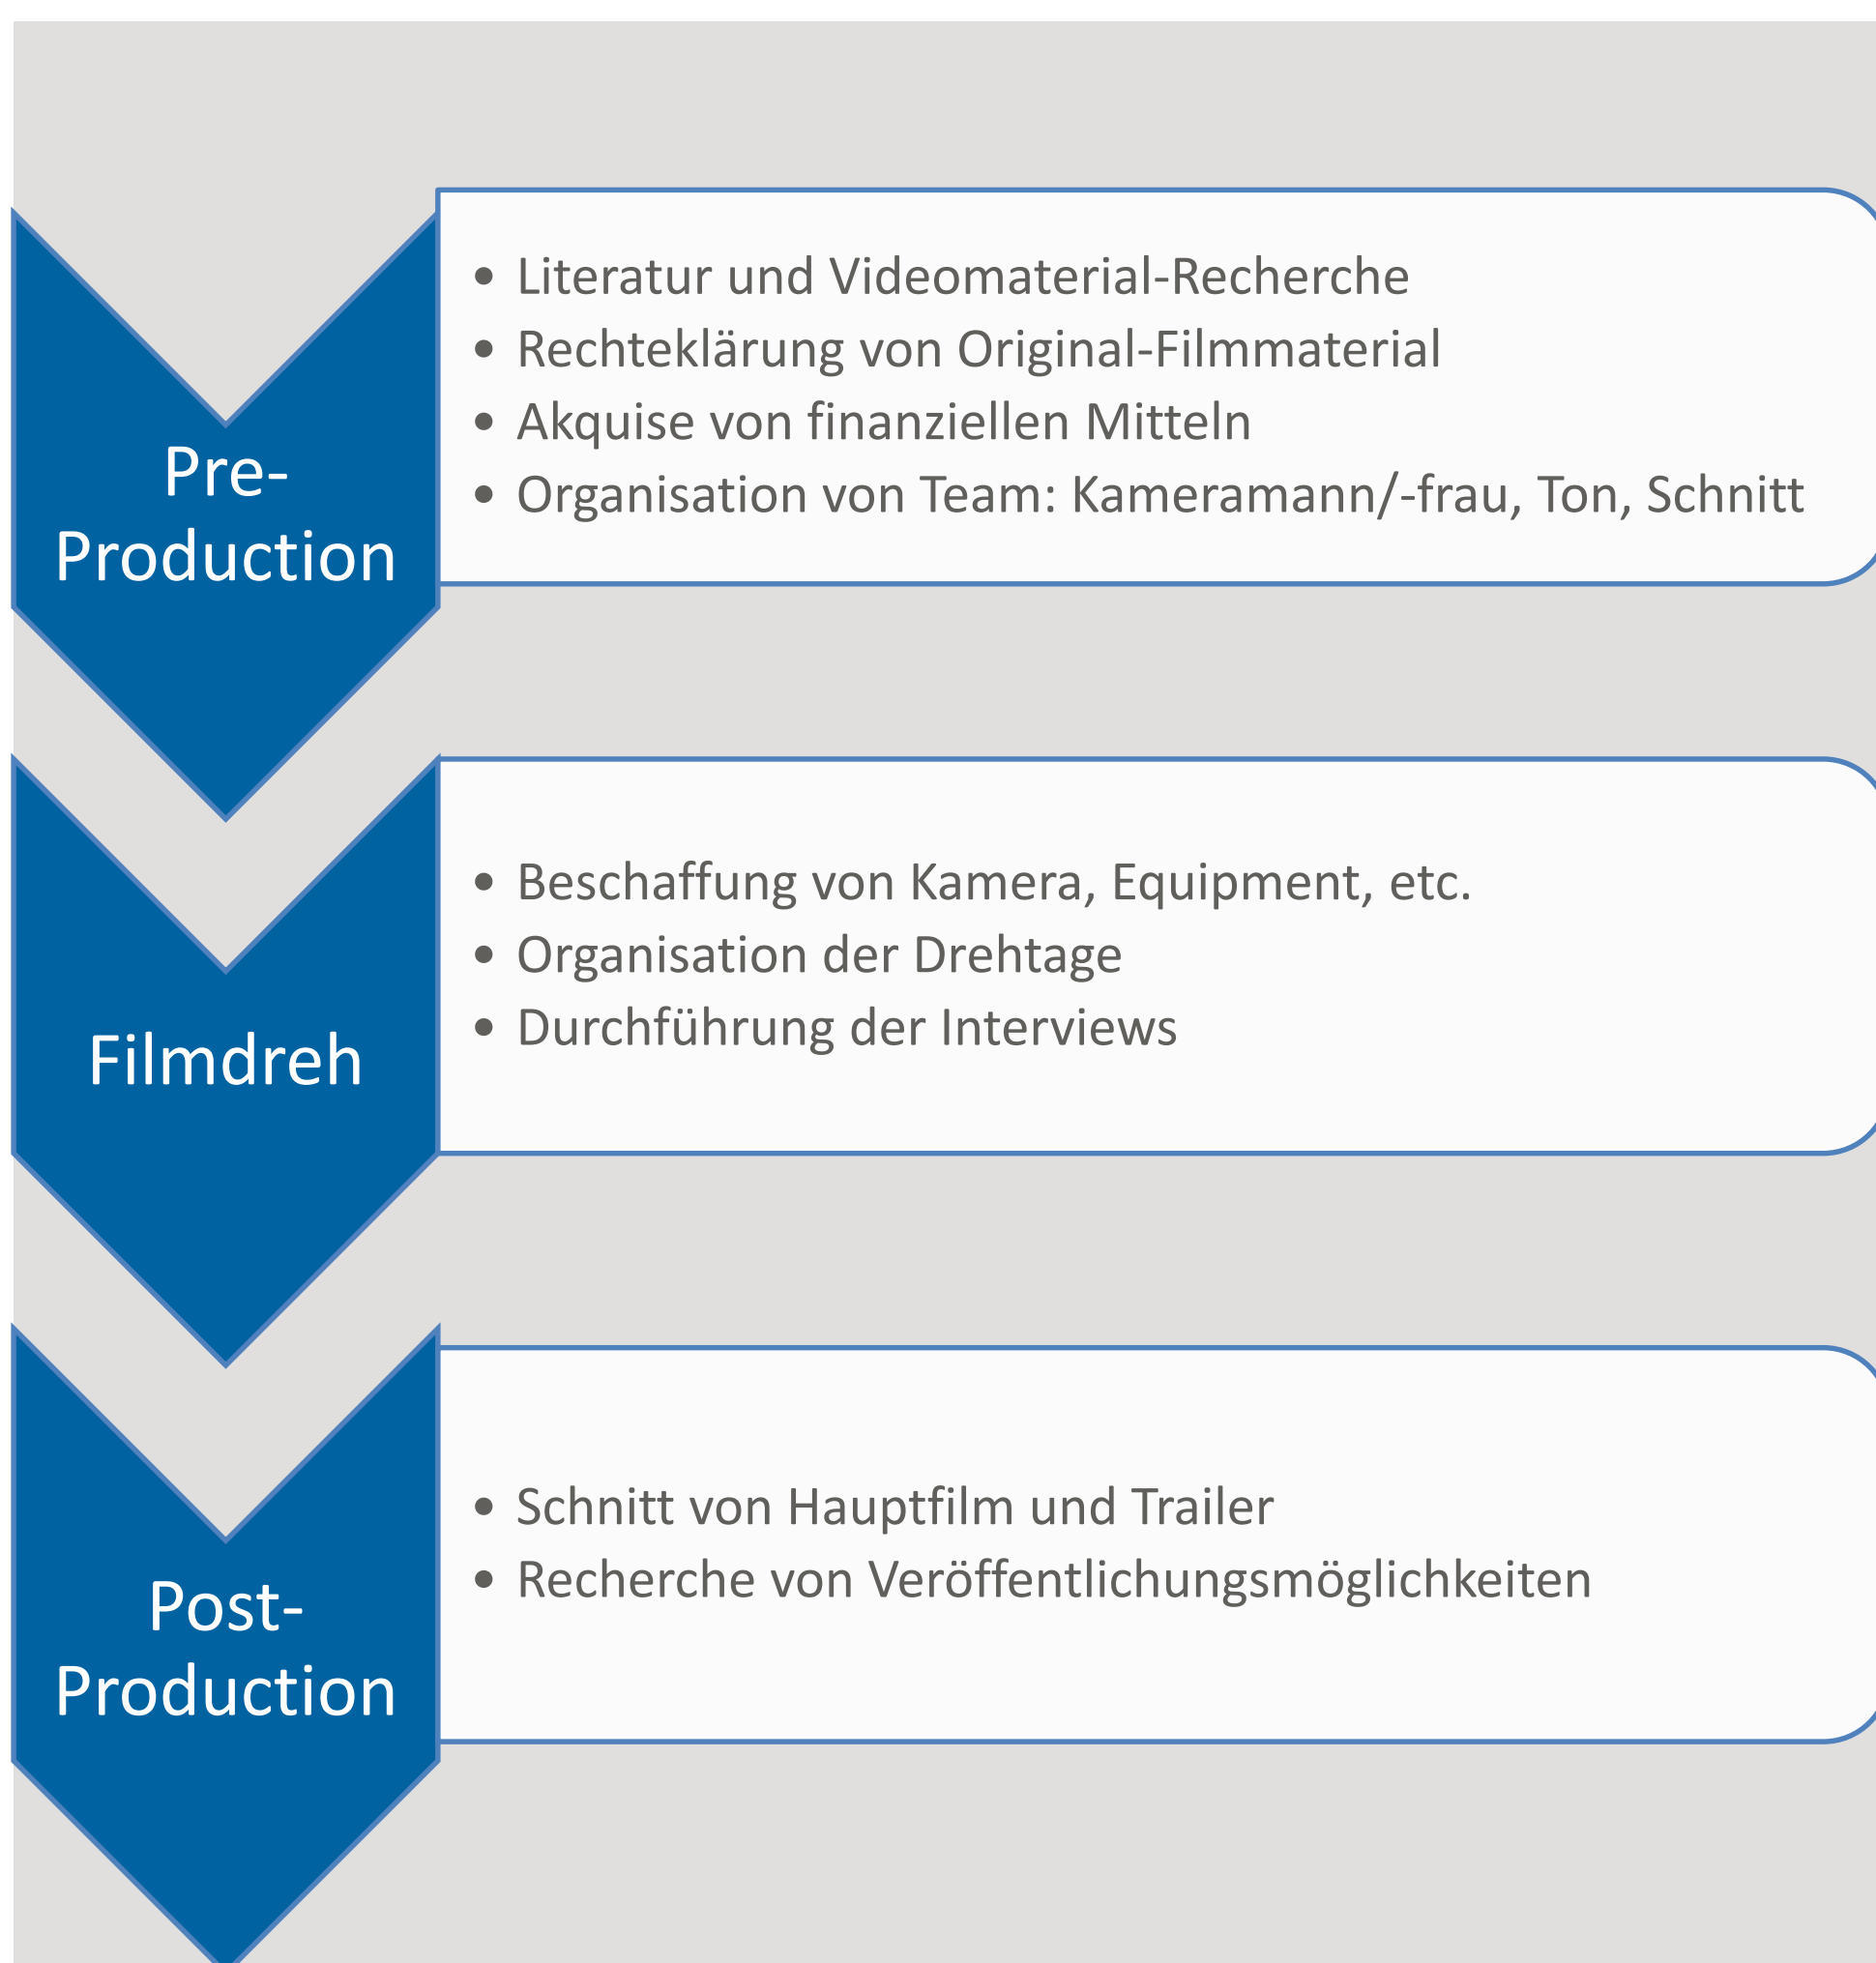 Pre-
Production
• Literatur und Videomaterial-Recherche
• Rechteklärung von Original-Filmmaterial
• Akquise von finanziellen Mitteln
• Organisation von Team: Kameramann/-frau, Ton, Schnitt
Filmdreh
• Beschaffung von Kamera, Equipment, etc.
• Organisation der Drehtage
• Durchführung der Interviews
Post-
Production
• Schnitt von Hauptfilm und Trailer
• Recherche von Veröffentlichungsmöglichkeiten